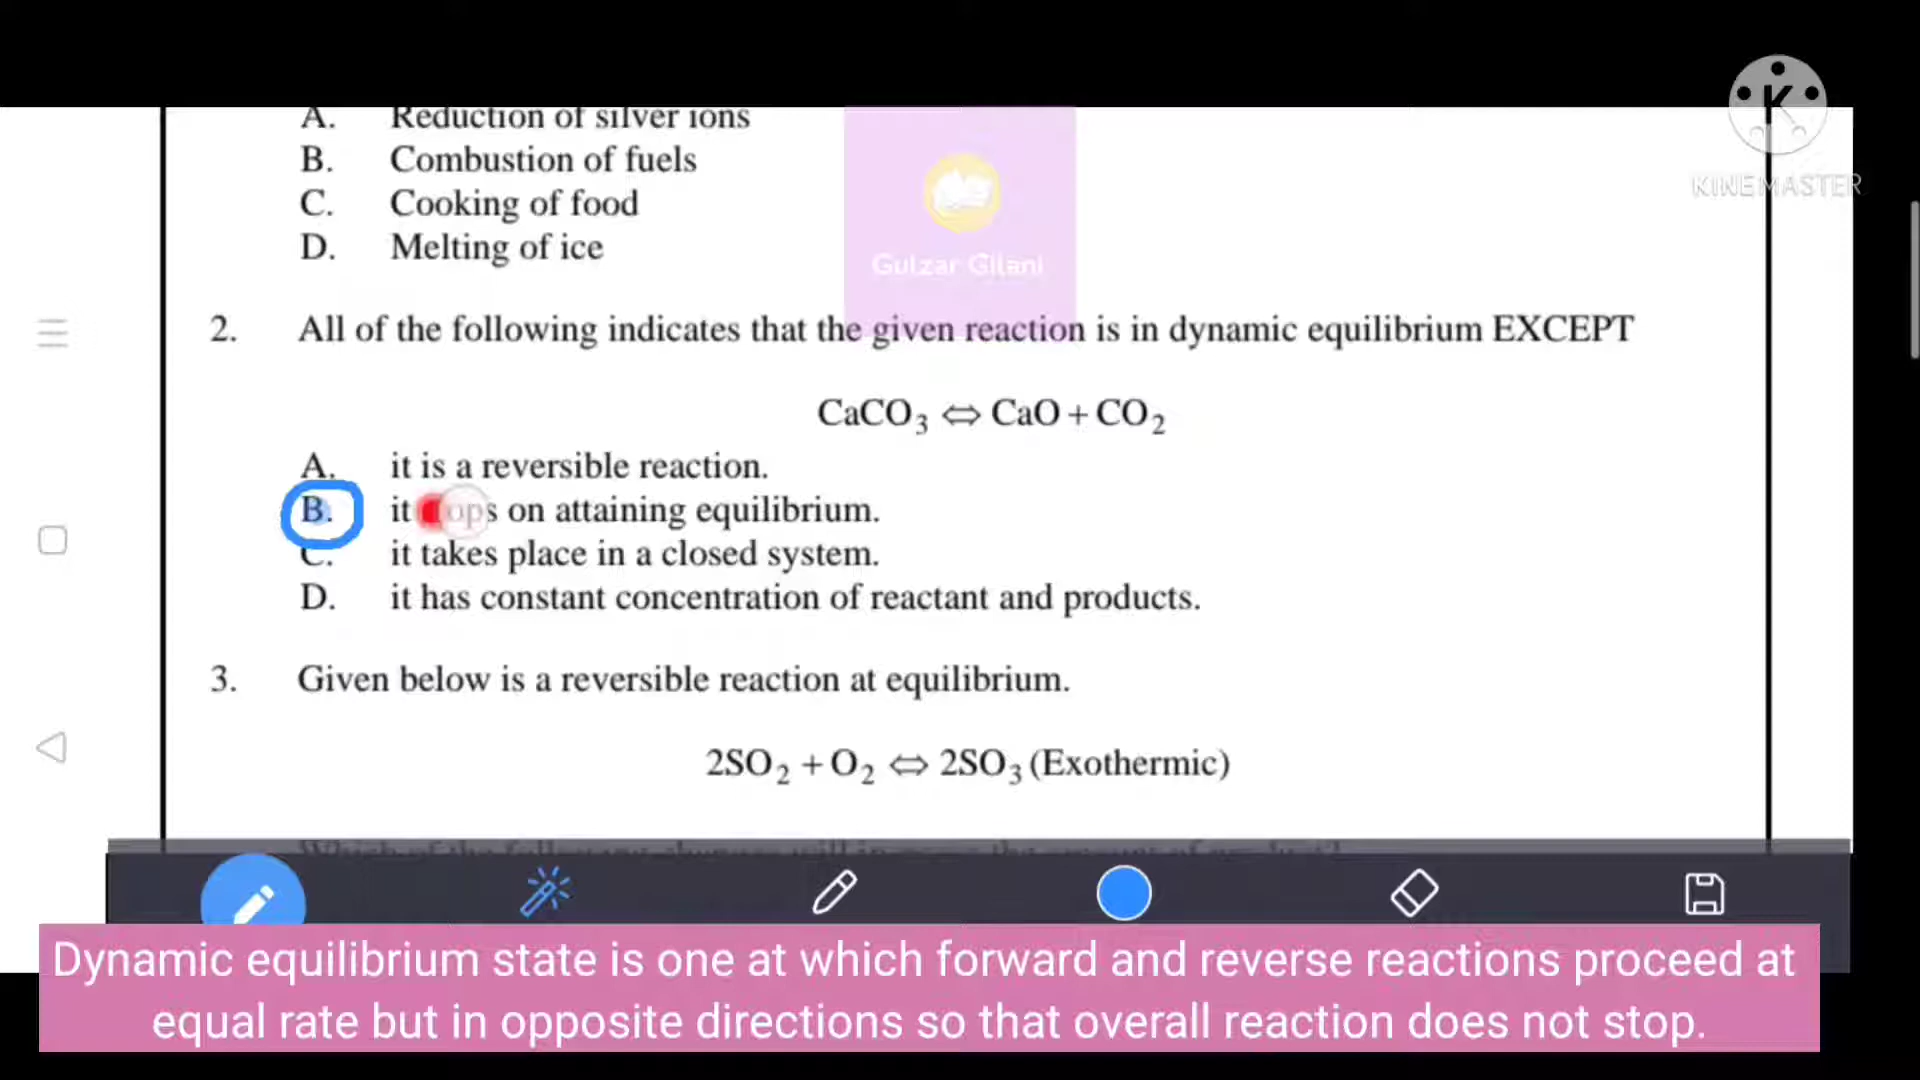 A. Reduction of silver ions
B. Combustion of fuels
C. Cooking of food
D. Melting of ice
KINEMASTER
Gulzar Gilani
2. All of the following indicates that the given reaction is in dynamic equilibrium EXCEPT
CaCO₃ ⇔ CaO + CO₂
A. it is a reversible reaction.
B. it on attaining equilibrium.
C. it takes place in a closed system.
D. it has constant concentration of reactant and products.
3. Given below is a reversible reaction at equilibrium.
2SO₂ + O₂ ⇔ 2SO₃ (Exothermic)
Dynamic equilibrium state is one at which forward and reverse reactions proceed at
equal rate but in opposite directions so that overall reaction does not stop.